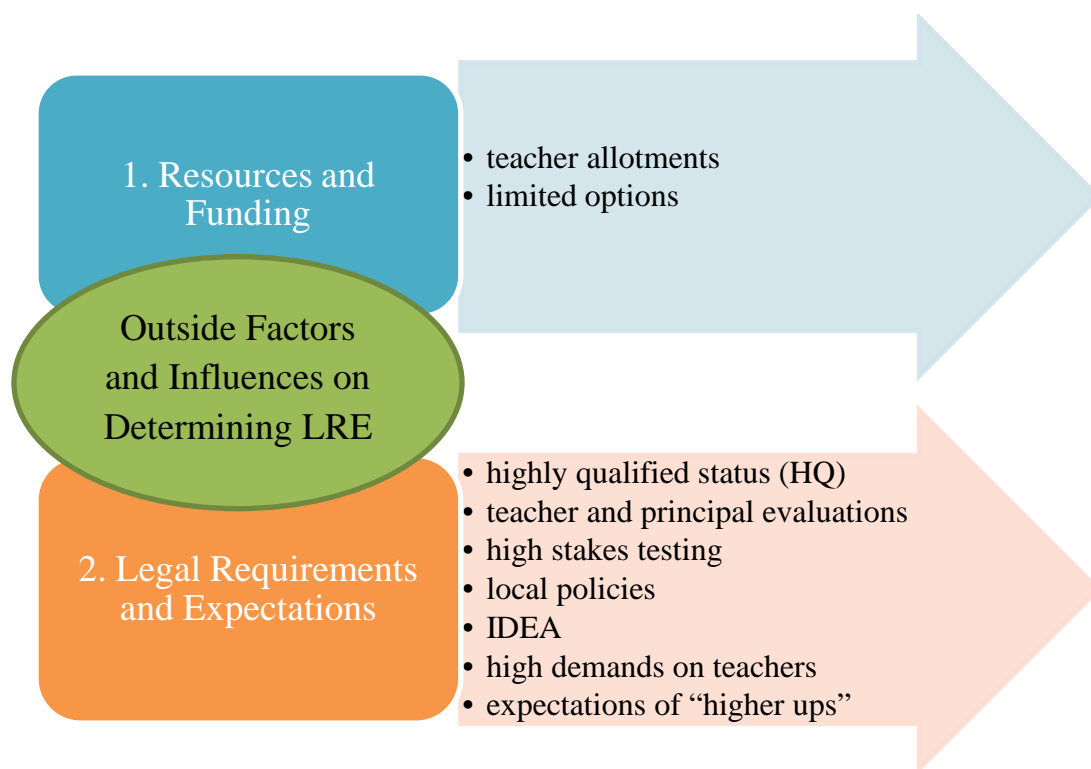 1. Resources and
Funding
• teacher allotments
• limited options
Outside Factors
and Influences on
Determining LRE
2. Legal Requirements
and Expectations
• highly qualified status (HQ)
• teacher and principal evaluations
• high stakes testing
• local policies
• IDEA
• high demands on teachers
• expectations of “higher ups”